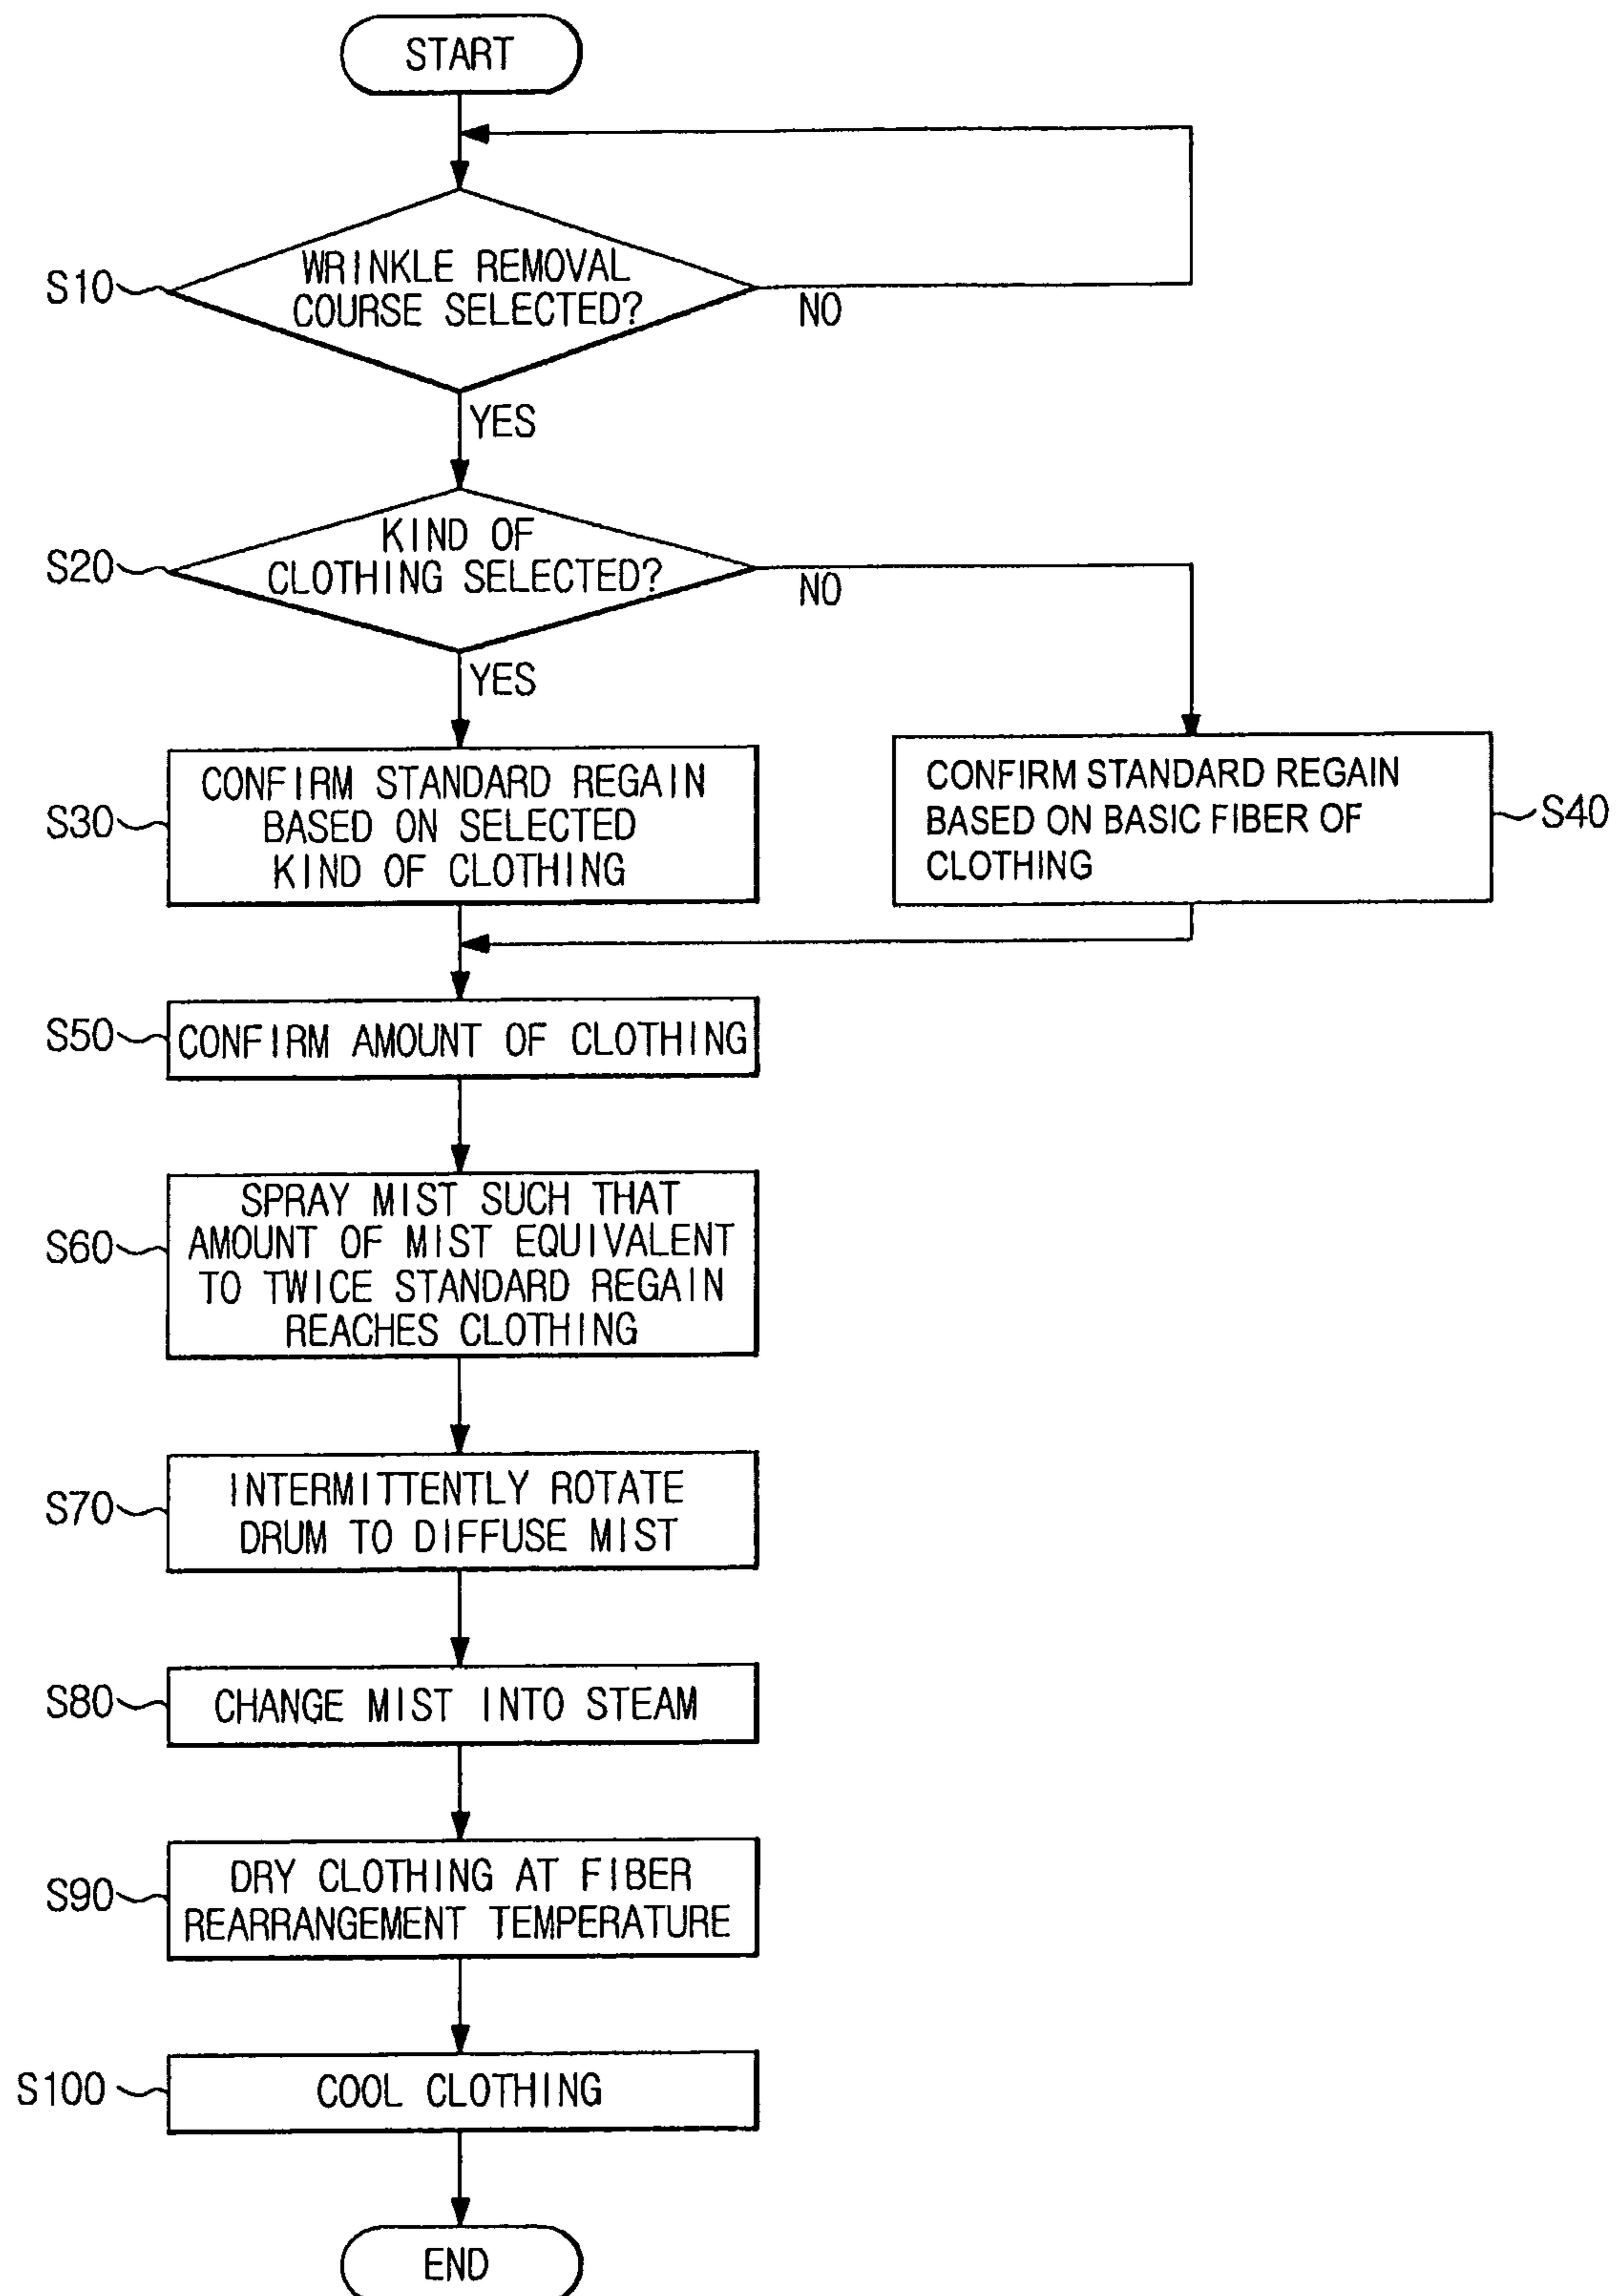 START
S10
WRINKLE REMOVAL
COURSE SELECTED?
NO
YES
S20
KIND OF
CLOTHING SELECTED?
NO
YES
S30
CONFIRM STANDARD REGAIN
BASED ON SELECTED
KIND OF CLOTHING
CONFIRM STANDARD REGAIN
BASED ON BASIC FIBER OF
CLOTHING
S40
S50
CONFIRM AMOUNT OF CLOTHING
S60
SPRAY MIST SUCH THAT
AMOUNT OF MIST EQUIVALENT
TO TWICE STANDARD REGAIN
REACHES CLOTHING
S70
INTERMITTENTLY ROTATE
DRUM TO DIFFUSE MIST
S80
CHANGE MIST INTO STEAM
S90
DRY CLOTHING AT FIBER
REARRANGEMENT TEMPERATURE
S100
COOL CLOTHING
END